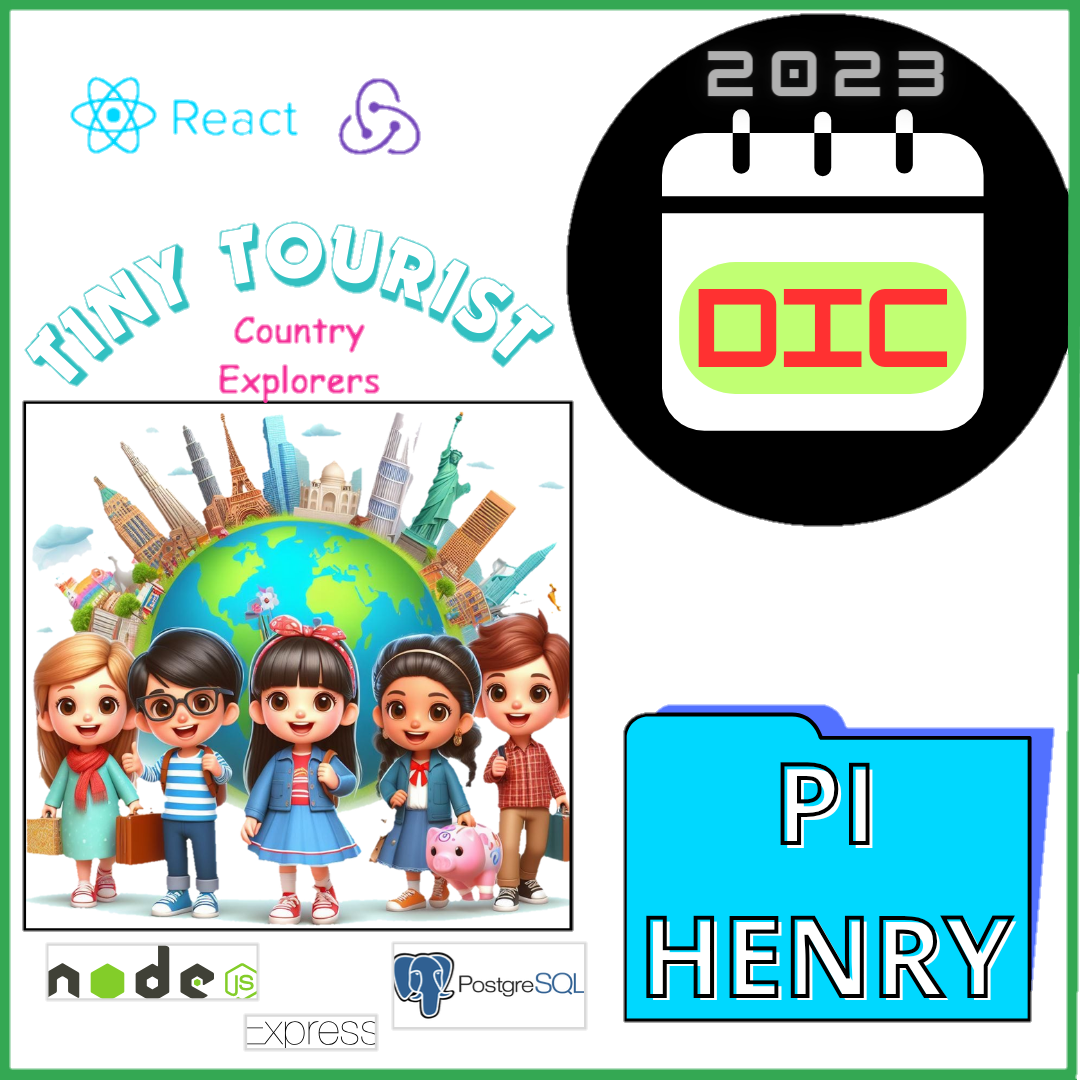 React
2023
DIC
TINY TOURIST
Country
Explorers
PI
HENRY
node
JS
PostgreSQL
Express